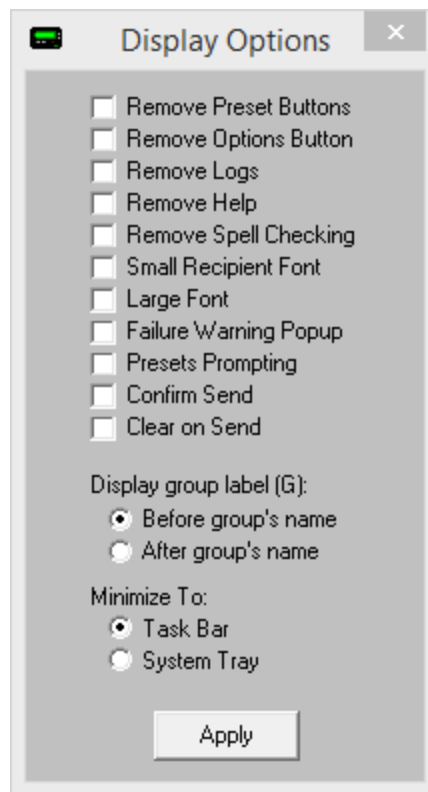 Display Options
Remove Preset Buttons
Remove Options Button
Remove Logs
Remove Help
Remove Spell Checking
Small Recipient Font
Large Font
Failure Warning Popup
Presets Prompting
Confirm Send
Clear on Send
Display group label (G):
Before group's name
After group's name
Minimize To:
Task Bar
System Tray
Apply